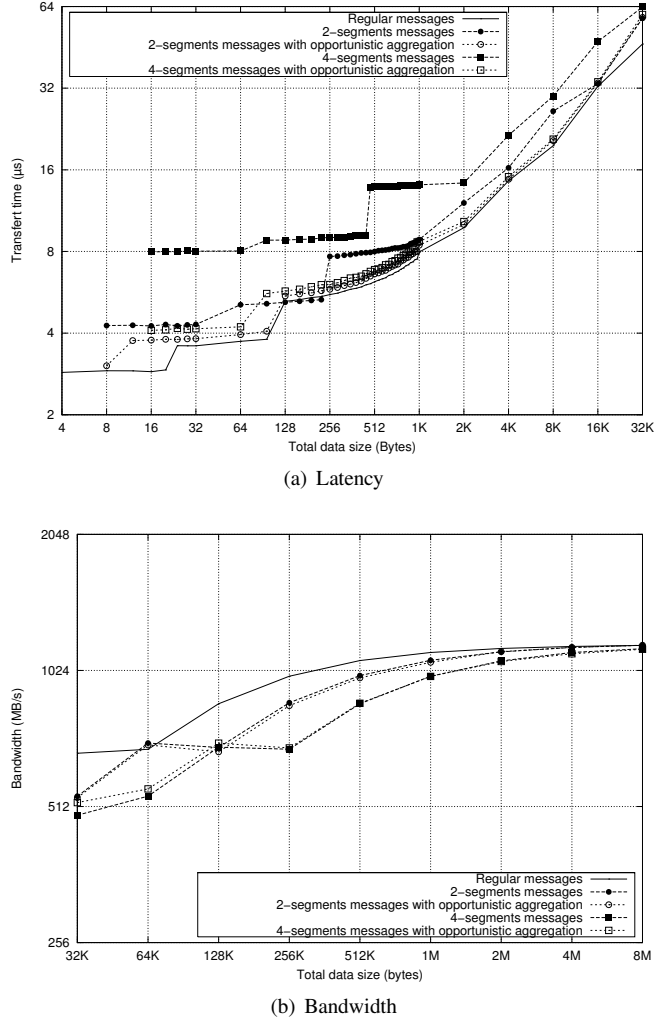 64
32
16
8
4
2
Transfert time (µs)
Regular messages
2−segments messages
2−segments messages with opportunistic aggregation
4−segments messages
4−segments messages with opportunistic aggregation
4 8 16 32 64 128 256 512 1K 2K 4K 8K 16K 32K
Total data size (Bytes)
(a) Latency
2048
1024
512
256
Bandwidth (MB/s)
Regular messages
2−segments messages
2−segments messages with opportunistic aggregation
4−segments messages
4−segments messages with opportunistic aggregation
32K 64K 128K 256K 512K 1M 2M 4M 8M
Total data size (bytes)
(b) Bandwidth